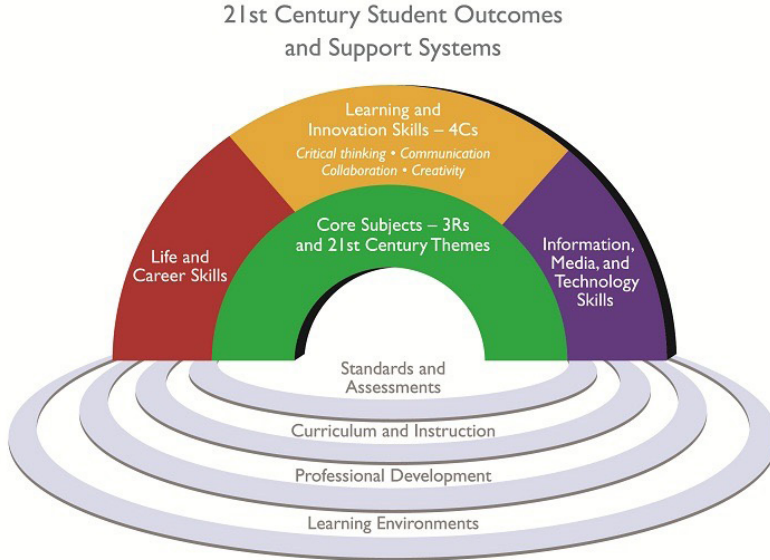 21st Century Student Outcomes
and Support Systems
Learning and
Innovation Skills – 4Cs
Critical thinking • Communication
Collaboration • Creativity
Core Subjects – 3Rs
and 21st Century Themes
Life and
Career Skills
Information,
Media, and
Technology
Skills
Standards and
Assessments
Curriculum and Instruction
Professional Development
Learning Environments